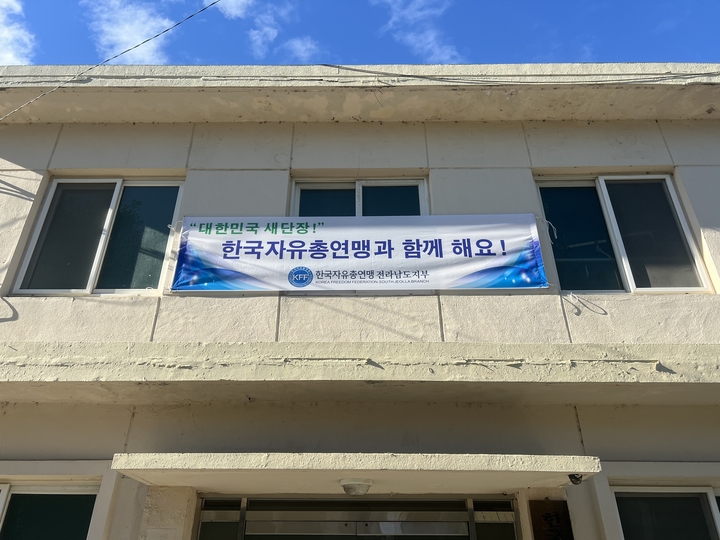 "대한민국 새단장!"
한국자유총연맹과 함께 해요!
KFF 한국자유총연맹 전라남도지부
KOREA FREEDOM FEDERATION SOUTH JEOLLA BRANCH